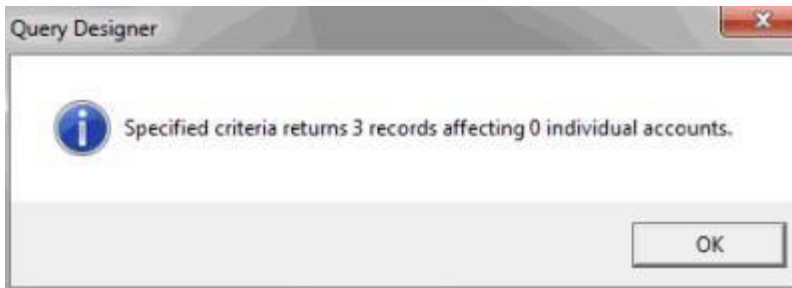 Query Designer
Specified criteria returns 3 records affecting 0 individual accounts.
OK